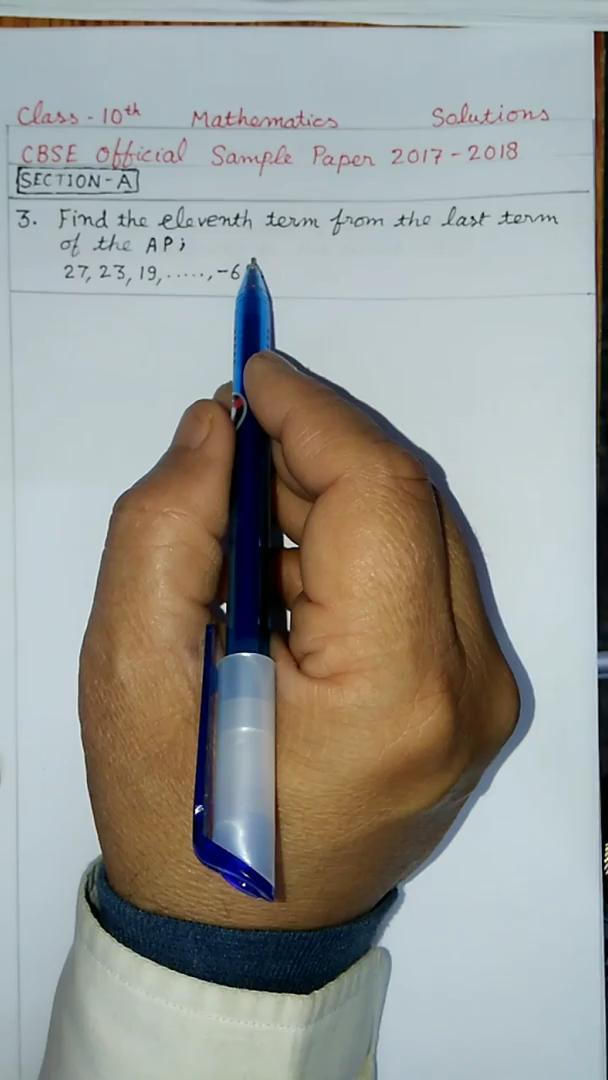 Class-10th Mathematics Solutions
CBSE Official Sample Paper 2017-2018
SECTION-A
3. Find the eleventh term from the last term
of the AP;
27, 23, 19, ....., -6